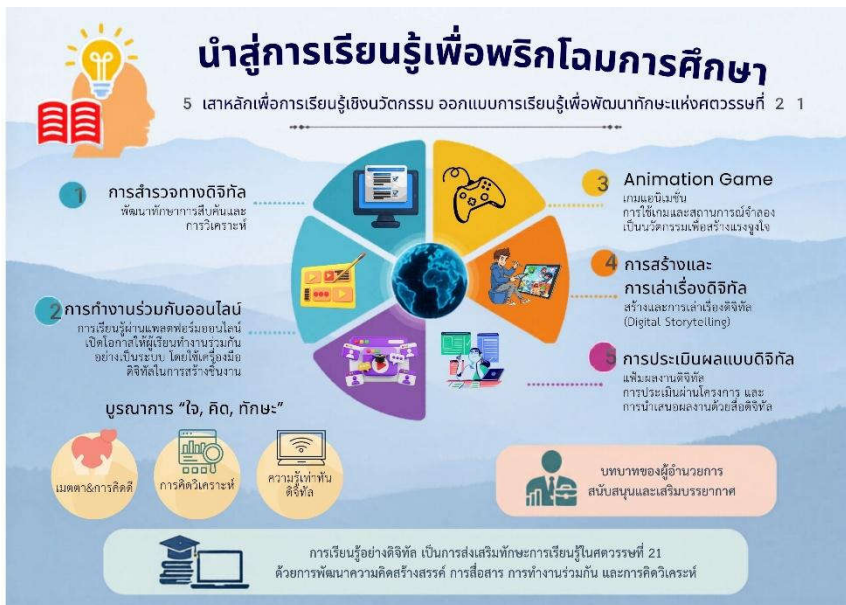 นำสู่การเรียนรู้เพื่อพริกโฉมการศึกษา
5 เสาหลักเพื่อการเรียนรู้เชิงนวัตกรรม ออกแบบการเรียนรู้เพื่อพัฒนาทักษะแห่งศตวรรษที่ 2 1
1
การสำรวจทางดิจิทัล
พัฒนาทักษาการสืบค้นและ
การวิเคราะห์
2
การทำงานร่วมกับออนไลน์
การเรียนรู้ผ่านแพลตฟอร์มออนไลน์
เปิดโอกาสให้ผู้เรียนทำงานร่วมกัน
อย่างเป็นระบบ โดยใช้เครื่องมือ
ดิจิทัลในการสร้างชิ้นงาน
3
Animation Game
เกมแอนิเมชั่น
การใช้เกมและสถานการณ์จำลอง
เป็นนวัตกรรมเพื่อสร้างแรงจูงใจ
4
การสร้างและ
การเล่าเรื่องดิจิทัล
สร้างและการเล่าเรื่องดิจิทัล
(Digital Storytelling)
5
การประเมินผลแบบดิจิทัล
แฟ้มผลงานดิจิทัล
การประเมินผ่านโครงการ และ
การนำเสนอผลงานด้วยสื่อดิจิทัล
บูรณาการ “ใจ, คิด, ทักษะ”
เมตตา&การคิดดี
การคิดวิเคราะห์
ความรู้เท่าทัน
ดิจิทัล
บทบาทของผู้อำนวยการ
สนับสนุนและเสริมบรรยากาศ
การเรียนรู้อย่างดิจิทัล เป็นการส่งเสริมทักษะการเรียนรู้ในศตวรรษที่ 21
ด้วยการพัฒนาความคิดสร้างสรรค์ การสื่อสาร การทำงานร่วมกัน และการคิดวิเคระห์